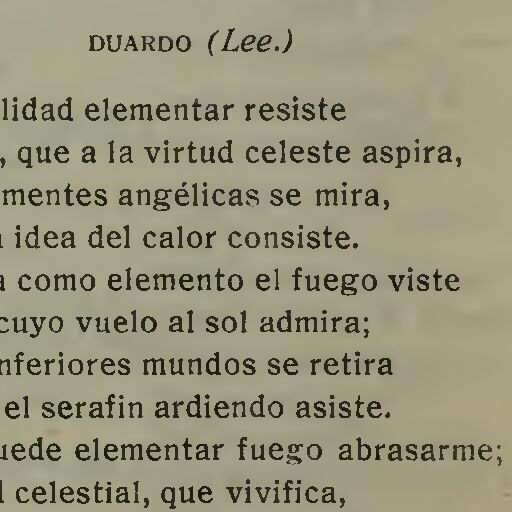 DUARDO (Lee.)
lidad elementar resiste
, que a la virtud celeste aspira,
mentes angélicas se mira,
idea del calor consiste.
como elemento el fuego viste
cuyo vuelo al sol admira;
nferiores mundos se retira
el serafin ardiendo asiste.
uede elementar fuego abrasarme;
celestial, que vivifica,